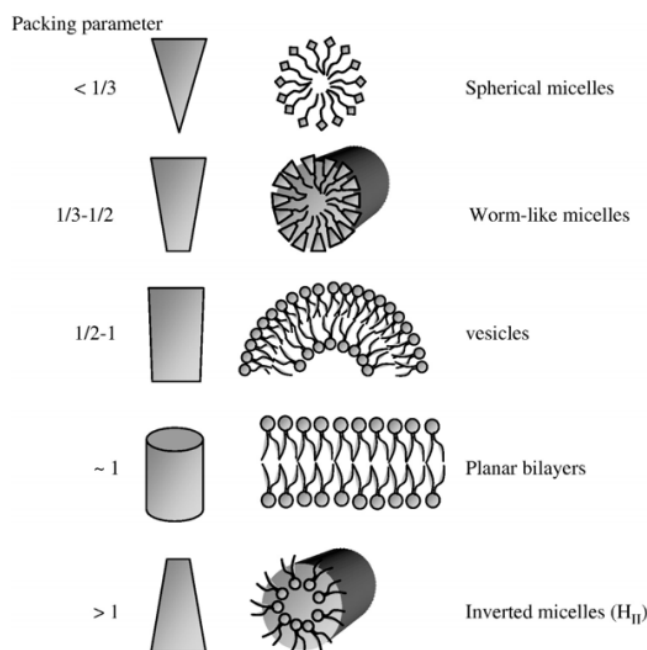 Packing parameter
< 1/3 Spherical micelles
1/3-1/2 Worm-like micelles
1/2-1 vesicles
~ 1 Planar bilayers
> 1 Inverted micelles (H_II)